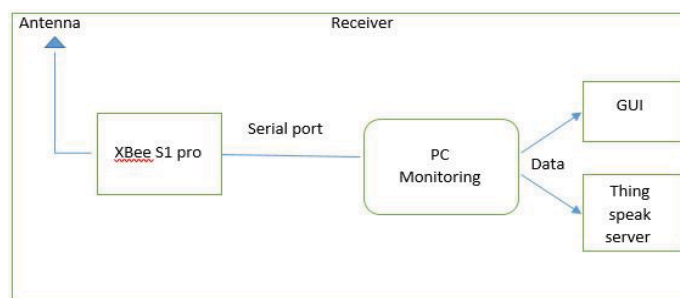 Antenna
Receiver
XBee S1 pro
Serial port
PC
Monitoring
Data
GUI
Thing
speak
server